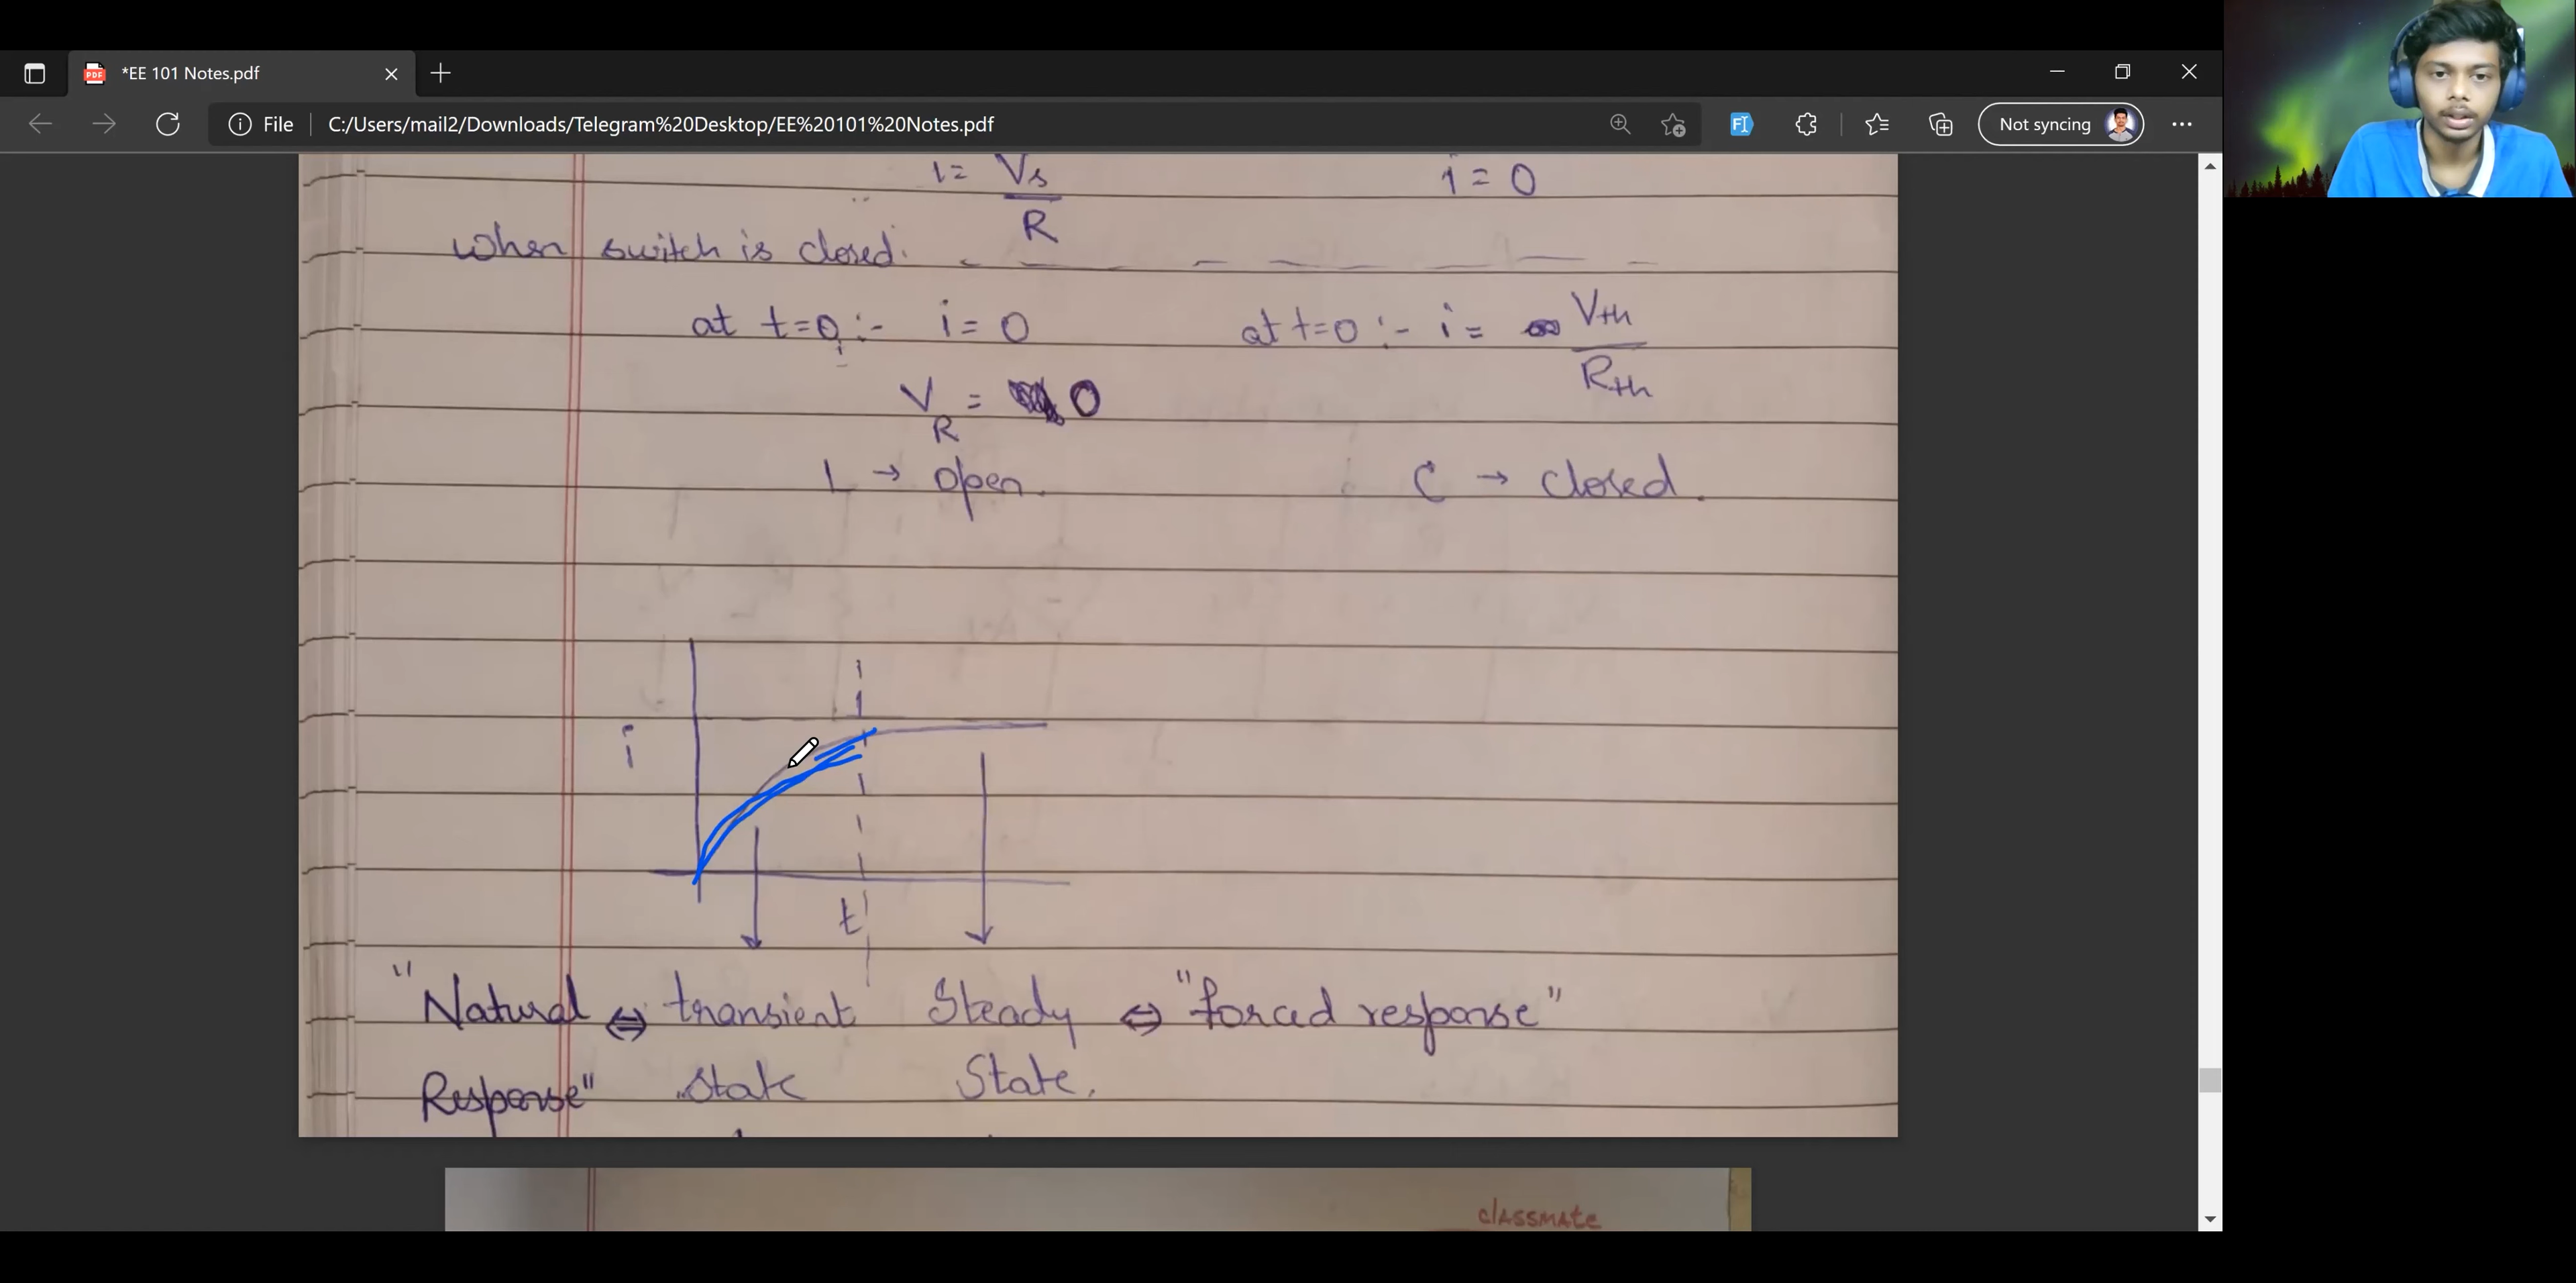 *EE 101 Notes.pdf
File C:/Users/mail2/Downloads/Telegram%20Desktop/EE%20101%20Notes.pdf
Not syncing
i = Vs/R i = 0
When switch is closed.
at t=0 :- i = 0 at t=0 :- i = Vth/Rth
VR = 0
L → open. C → closed.
i
t
"Natural ⇔ transient Steady ⇔ "forced response"
Response" state State.
classmate